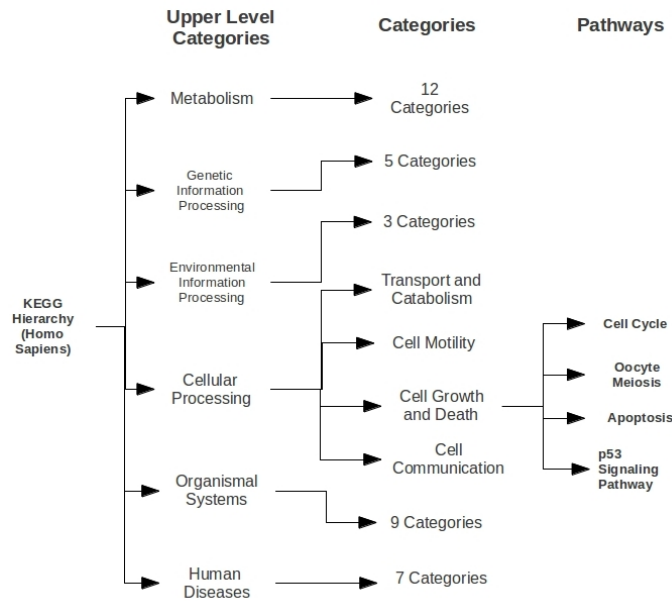 Upper Level
Categories
Categories
Pathways
Metabolism
12
Categories
Genetic
Information
Processing
5 Categories
Environmental
Information
Processing
3 Categories
KEGG
Hierarchy
(Homo
Sapiens)
Cellular
Processing
Transport and
Catabolism
Cell Motility
Cell Growth
and Death
Cell
Communication
Cell Cycle
Oocyte
Meiosis
Apoptosis
p53
Signaling
Pathway
Organismal
Systems
9 Categories
Human
Diseases
7 Categories